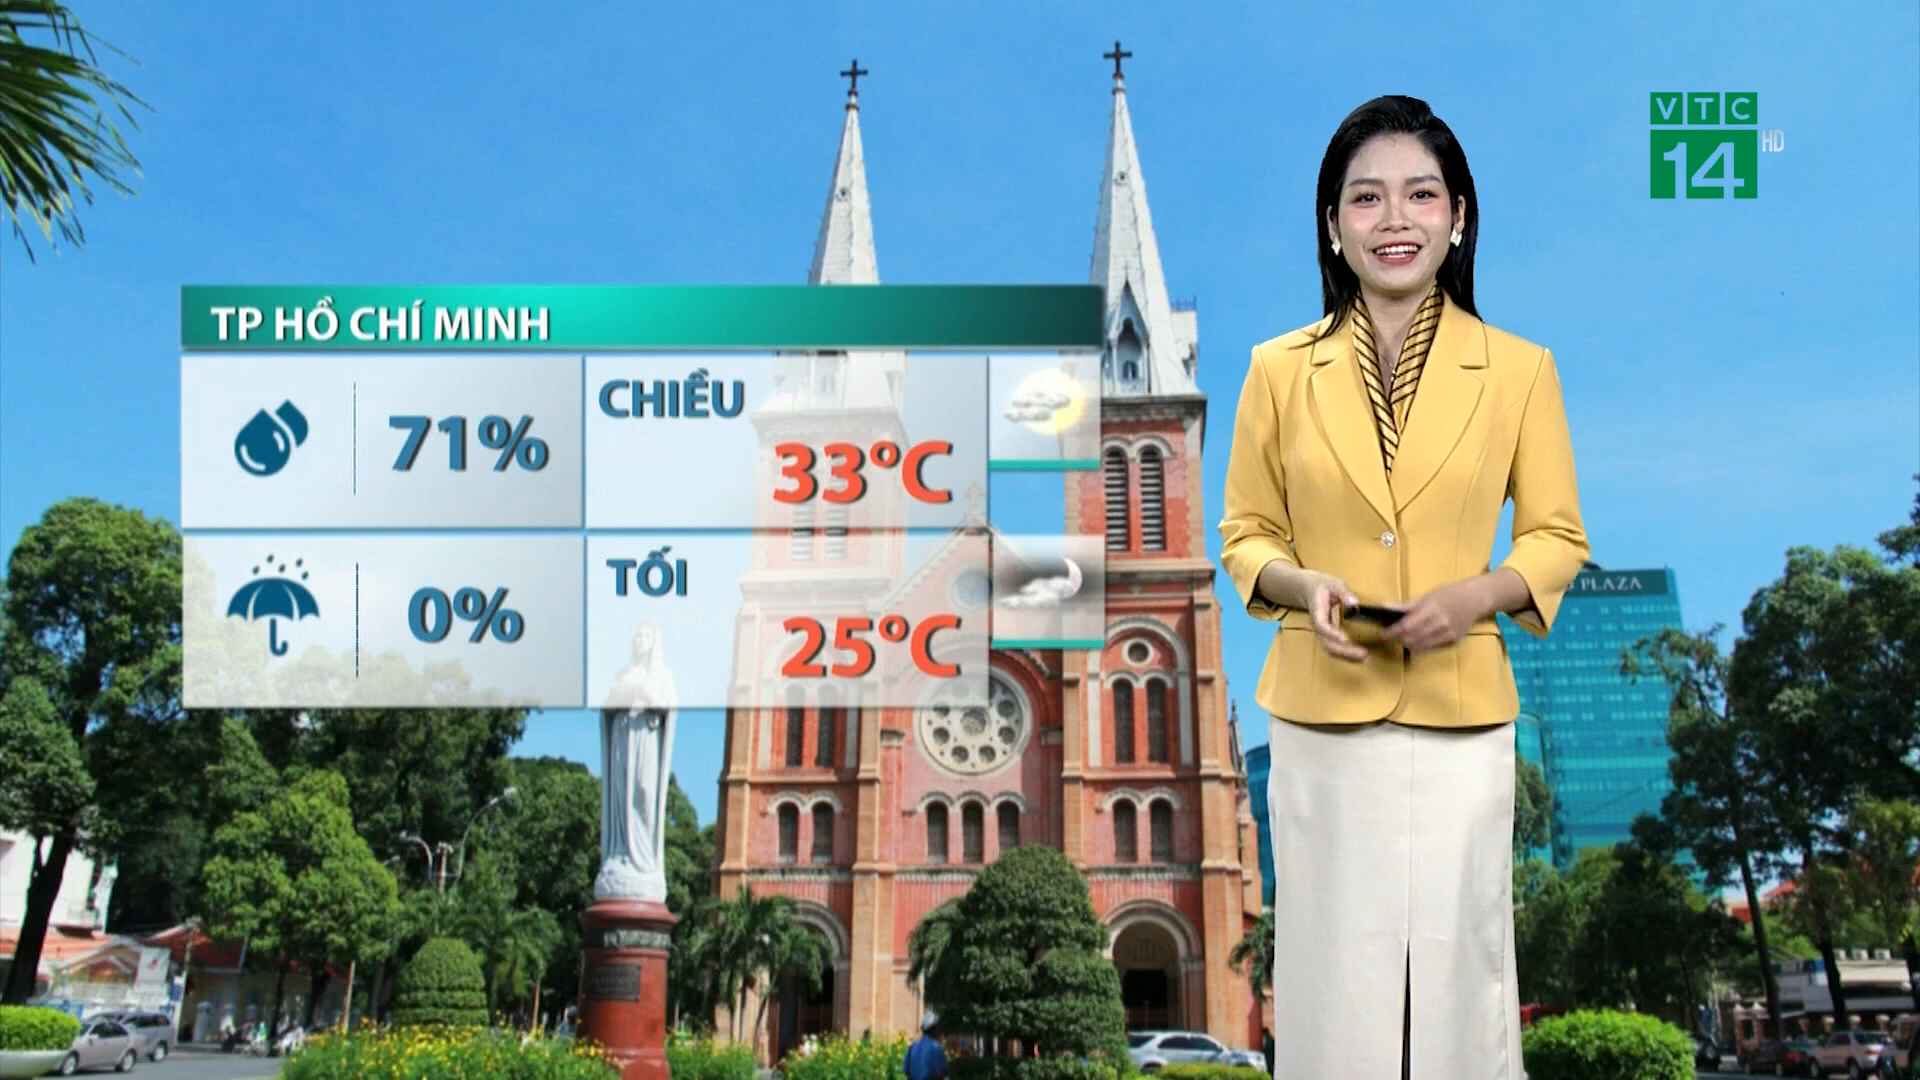 VTC
14 HD
TP HỒ CHÍ MINH
71%
CHIỀU
33°C
0%
TỐI
25°C
PLAZA